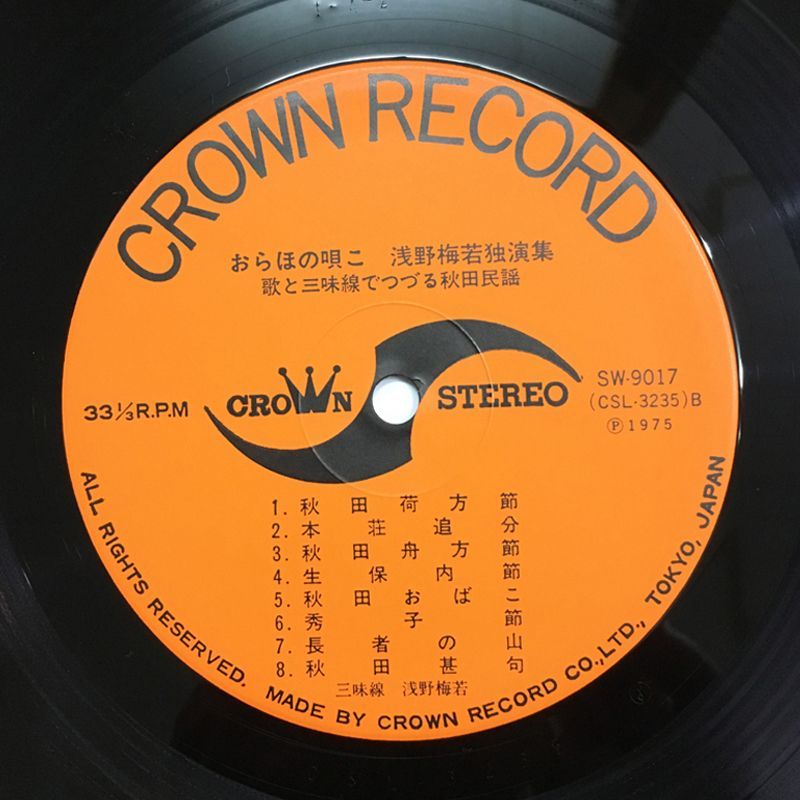 CROWN RECORD
おらほの唄こ 浅野梅若独演集
歌と三味線でつづる秋田民謡
33 1/3 R.P.M
CROWN STEREO
SW-9017
(CSL-3235)B
Ⓟ1975
1. 秋田荷方節
2. 本荘追分
3. 秋田舟方節
4. 生保内節
5. 秋田おばこ
6. 秀子節
7. 長者の山
8. 秋田甚句
三味線 浅野梅若
ALL RIGHTS RESERVED. MADE BY CROWN RECORD CO.,LTD., TOKYO, JAPAN